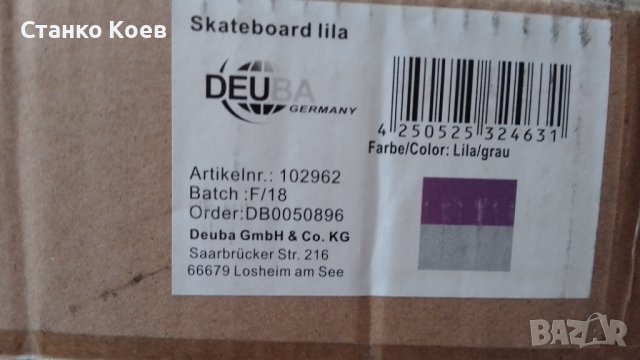 Станко Коев
Skateboard lila
DEUBA
GERMANY
4 250525 324631
Farbe/Color: Lila/grau
Artikelnr.: 102962
Batch :F/18
Order:DB0050896
Deuba GmbH & Co. KG
Saarbrücker Str. 216
66679 Losheim am See
BAZAR